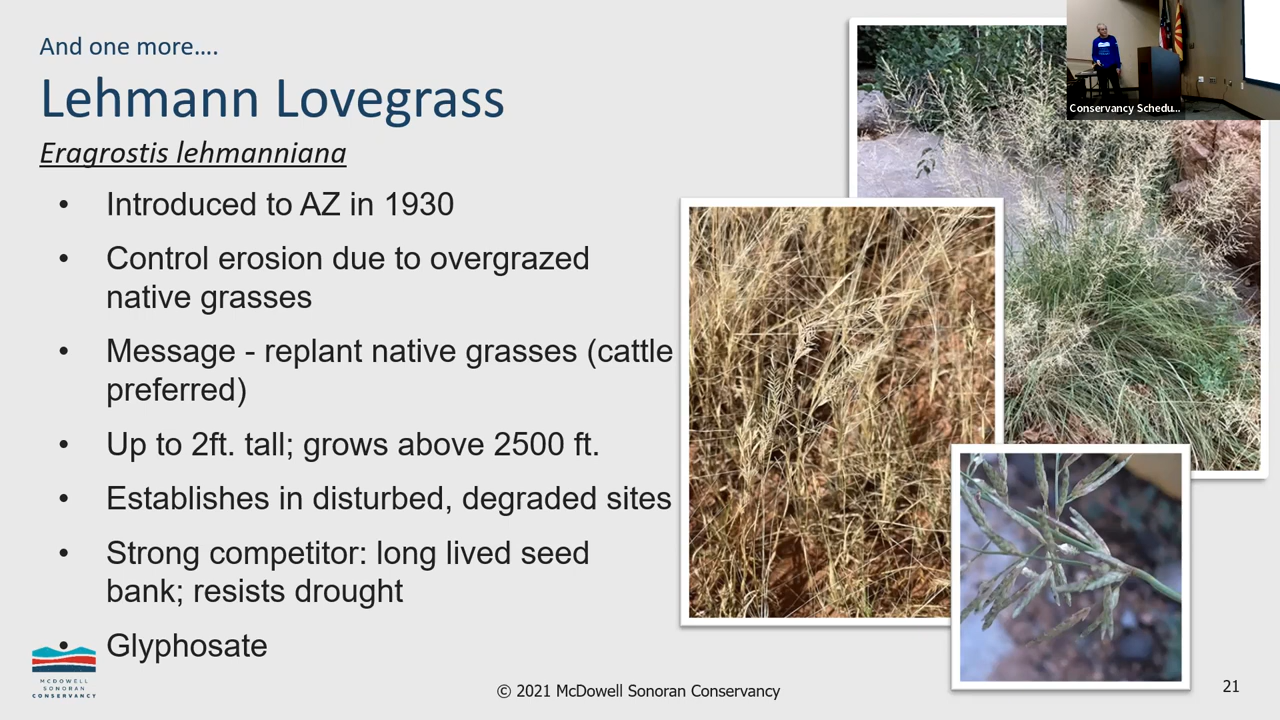 And one more....
Lehmann Lovegrass
Eragrostis lehmanniana
• Introduced to AZ in 1930
• Control erosion due to overgrazed
native grasses
• Message - replant native grasses (cattle
preferred)
• Up to 2ft. tall; grows above 2500 ft.
• Establishes in disturbed, degraded sites
• Strong competitor: long lived seed
bank; resists drought
• Glyphosate
Conservancy Schedu...
MCDOWELL
SONORAN
CONSERVANCY
© 2021 McDowell Sonoran Conservancy
21